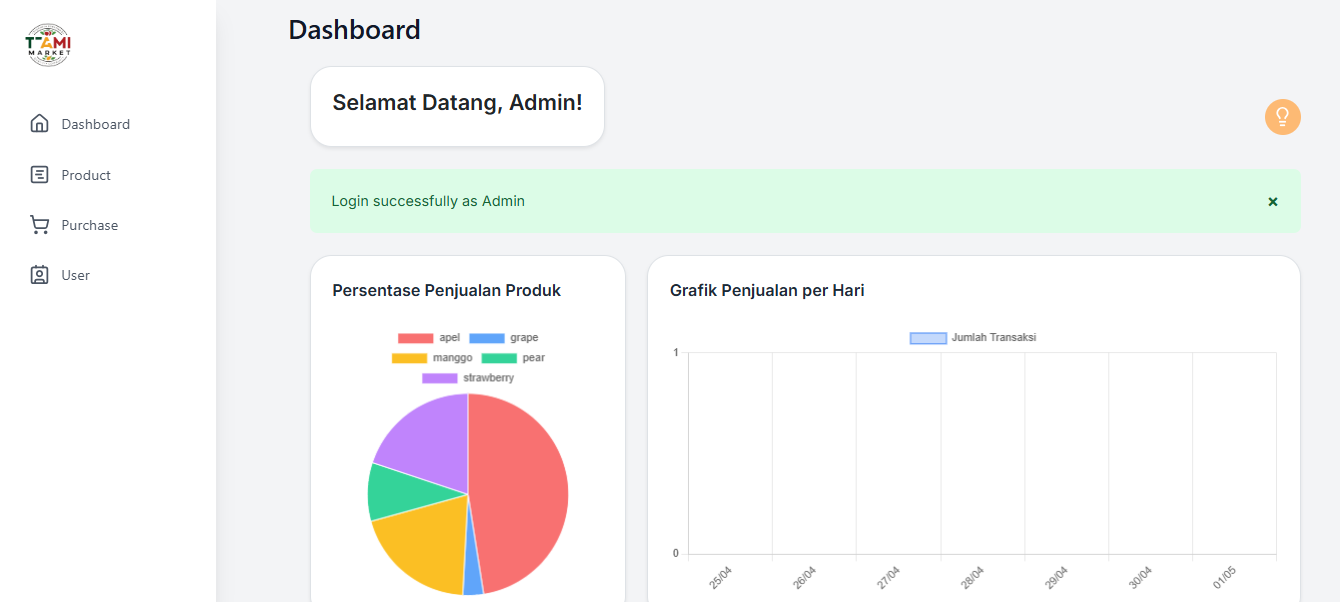 TAMI
MARKET
Dashboard
Product
Purchase
User
Dashboard
Selamat Datang, Admin!
Login successfully as Admin
×
Persentase Penjualan Produk
apel grape
manggo pear
strawberry
Grafik Penjualan per Hari
Jumlah Transaksi
1
0
25/04 26/04 27/04 28/04 29/04 30/04 01/05